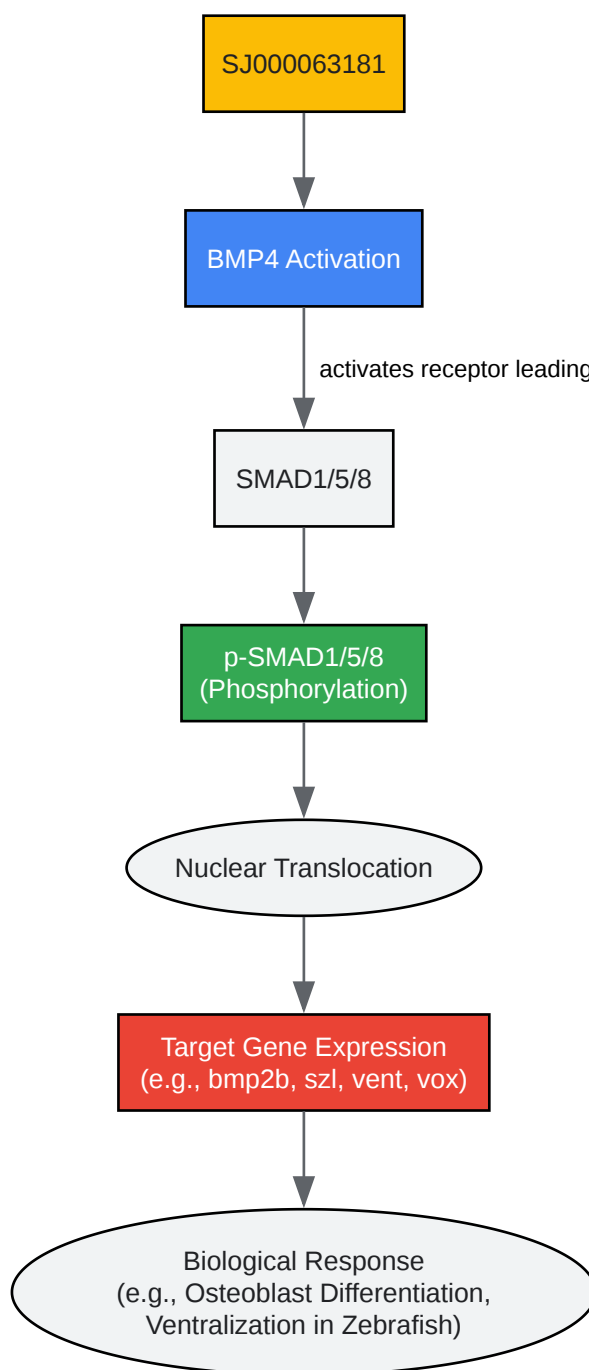 SJ000063181
BMP4 Activation
activates receptor leading
SMAD1/5/8
p-SMAD1/5/8
(Phosphorylation)
Nuclear Translocation
Target Gene Expression
(e.g., bmp2b, szl, vent, vox)
Biological Response
(e.g., Osteoblast Differentiation,
Ventralization in Zebrafish)